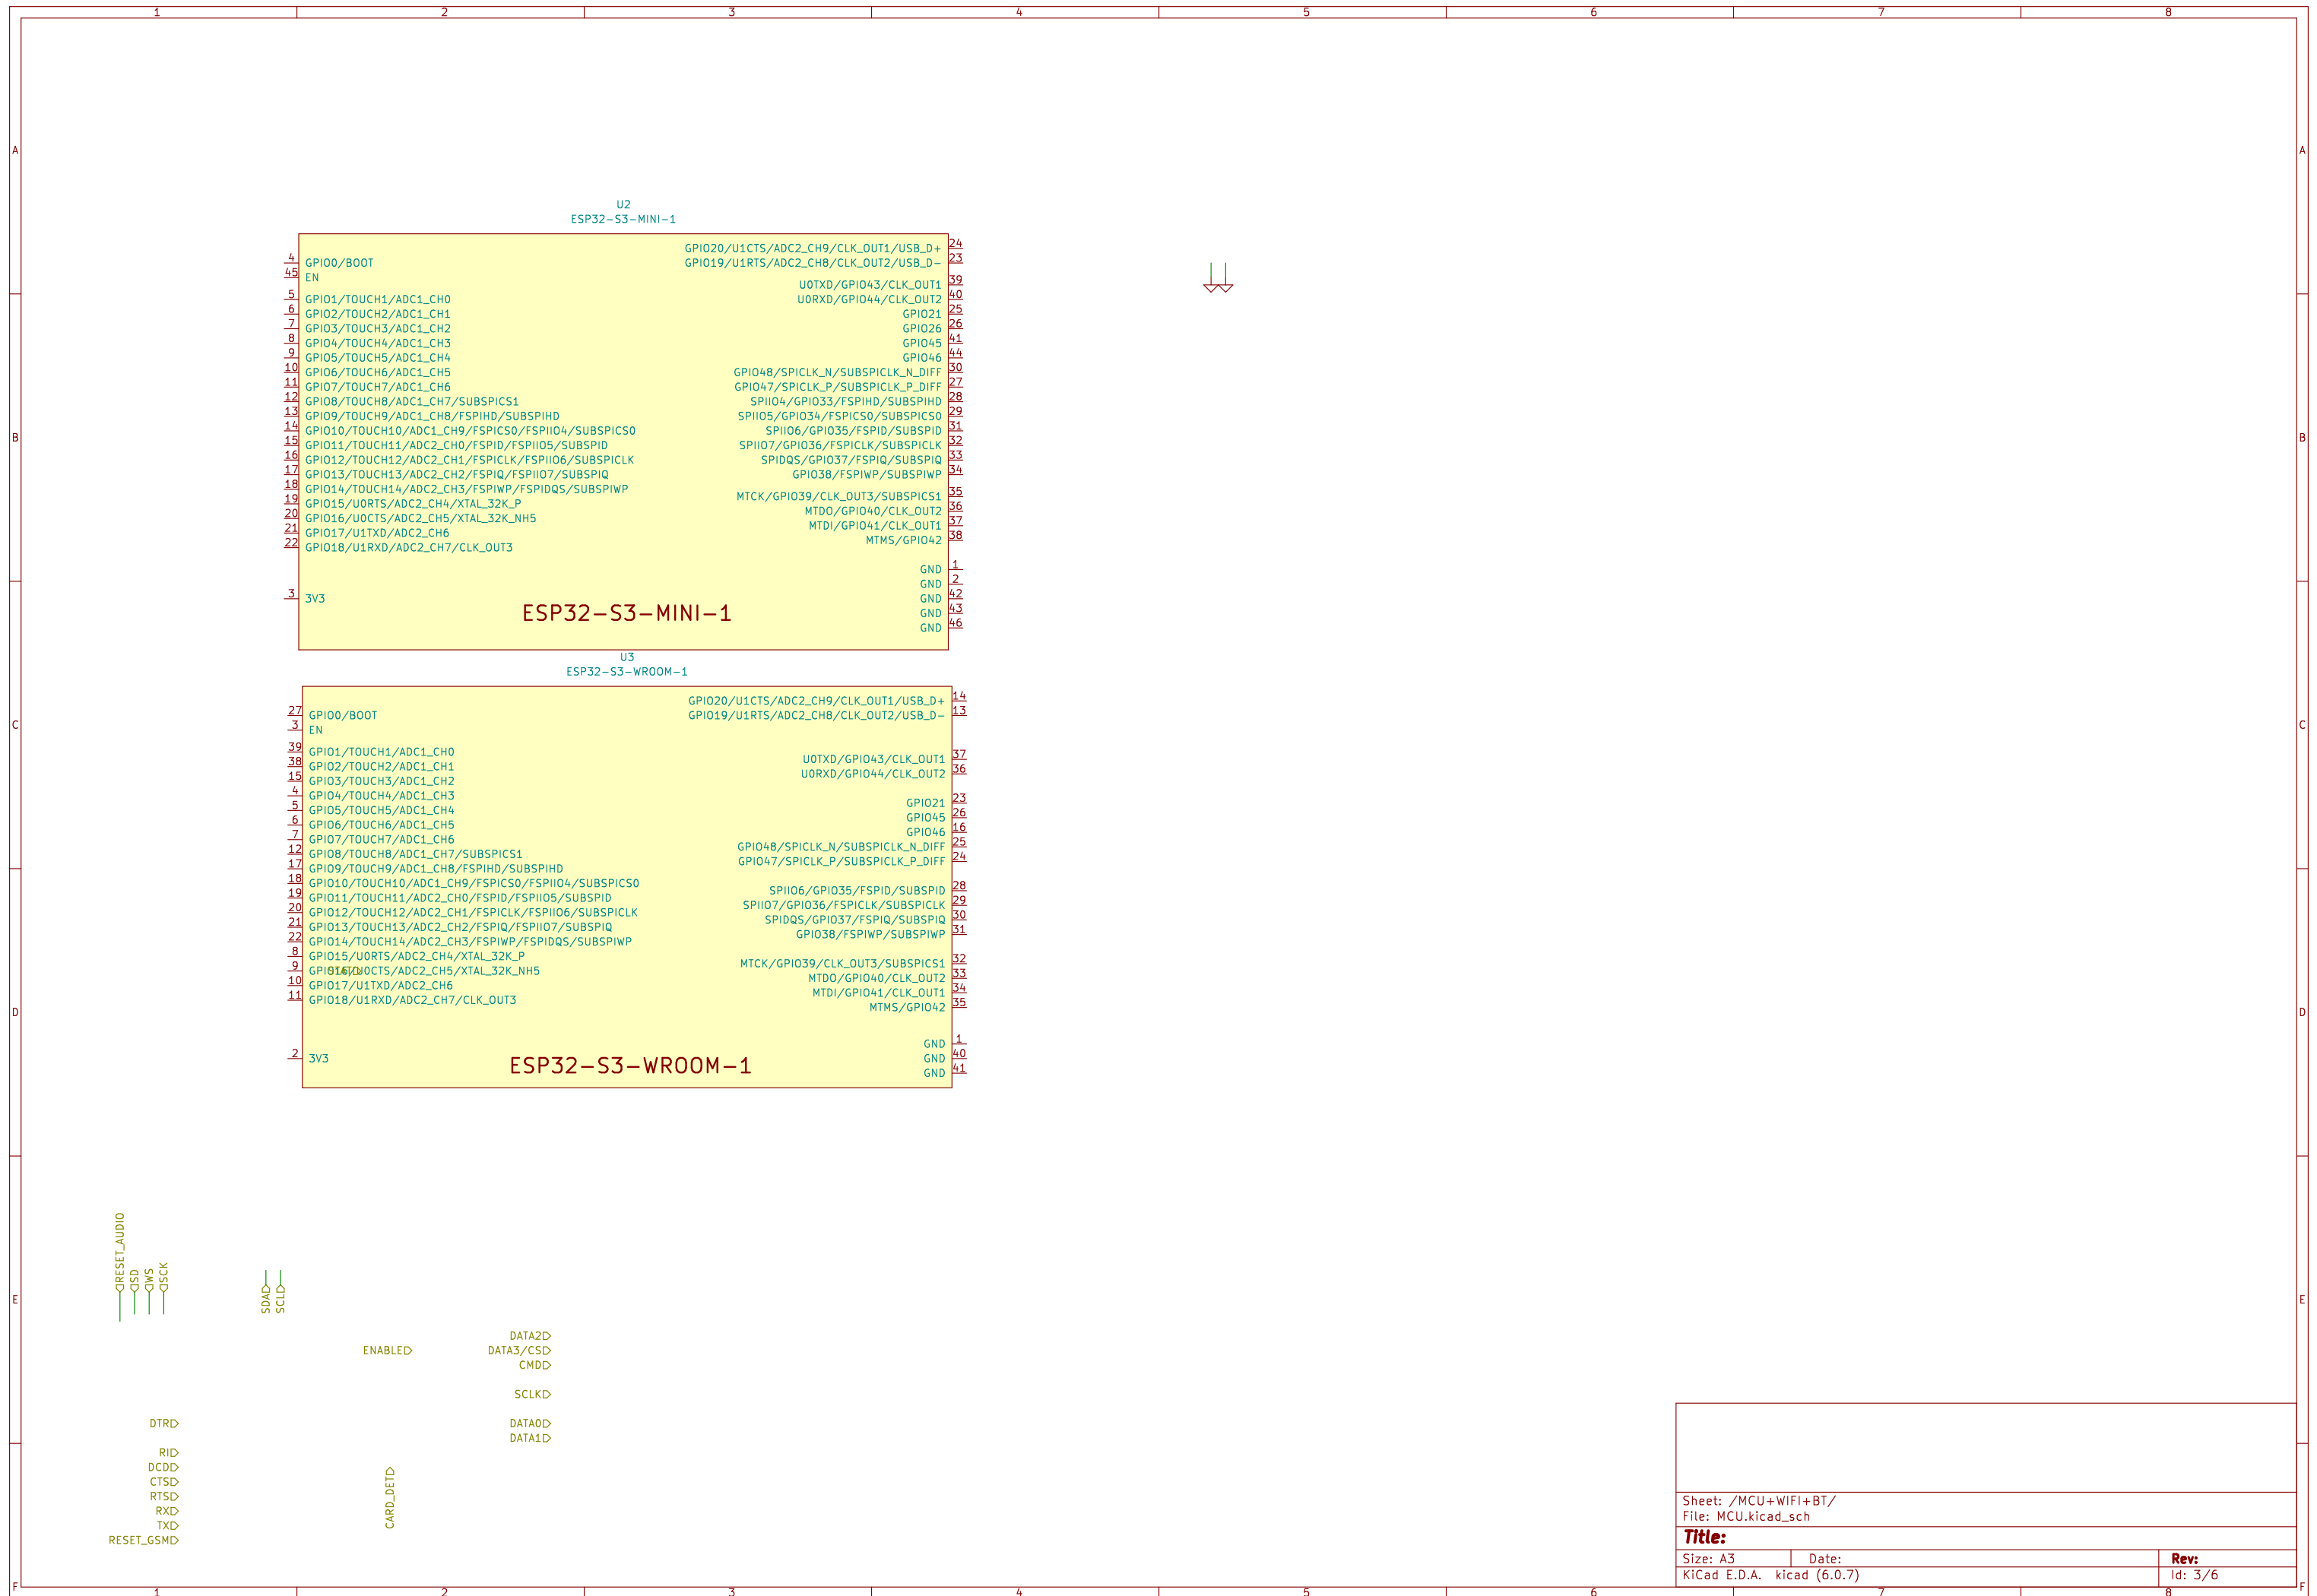 1 2 3 4 5 6 7 8
A A
U2
ESP32-S3-MINI-1
GPIO20/U1CTS/ADC2_CH9/CLK_OUT1/USB_D+ 24
4 GPIO0/BOOT GPIO19/U1RTS/ADC2_CH8/CLK_OUT2/USB_D- 23
45 EN
U0TXD/GPIO43/CLK_OUT1 39
5 GPIO1/TOUCH1/ADC1_CH0 U0RXD/GPIO44/CLK_OUT2 40
6 GPIO2/TOUCH2/ADC1_CH1 GPIO21 25
7 GPIO3/TOUCH3/ADC1_CH2 GPIO26 26
8 GPIO4/TOUCH4/ADC1_CH3 GPIO45 41
9 GPIO5/TOUCH5/ADC1_CH4 GPIO46 44
10 GPIO6/TOUCH6/ADC1_CH5 GPIO48/SPICLK_N/SUBSPICLK_N_DIFF 30
11 GPIO7/TOUCH7/ADC1_CH6 GPIO47/SPICLK_P/SUBSPICLK_P_DIFF 27
12 GPIO8/TOUCH8/ADC1_CH7/SUBSPICS1 SPIIO4/GPIO33/FSPIHD/SUBSPIHD 28
13 GPIO9/TOUCH9/ADC1_CH8/FSPIHD/SUBSPIHD SPIIO5/GPIO34/FSPICS0/SUBSPICS0 29
14 GPIO10/TOUCH10/ADC1_CH9/FSPICS0/FSPIIO4/SUBSPICS0 SPIIO6/GPIO35/FSPID/SUBSPID 31
B B
15 GPIO11/TOUCH11/ADC2_CH0/FSPID/FSPIIO5/SUBSPID SPIIO7/GPIO36/FSPICLK/SUBSPICLK 32
16 GPIO12/TOUCH12/ADC2_CH1/FSPICLK/FSPIIO6/SUBSPICLK SPIDQS/GPIO37/FSPIQ/SUBSPIQ 33
17 GPIO13/TOUCH13/ADC2_CH2/FSPIQ/FSPIIO7/SUBSPIQ GPIO38/FSPIWP/SUBSPIWP 34
18 GPIO14/TOUCH14/ADC2_CH3/FSPIWP/FSPIDQS/SUBSPIWP
19 GPIO15/U0RTS/ADC2_CH4/XTAL_32K_P MTCK/GPIO39/CLK_OUT3/SUBSPICS1 35
20 GPIO16/U0CTS/ADC2_CH5/XTAL_32K_NH5 MTDO/GPIO40/CLK_OUT2 36
21 GPIO17/U1TXD/ADC2_CH6 MTDI/GPIO41/CLK_OUT1 37
22 GPIO18/U1RXD/ADC2_CH7/CLK_OUT3 MTMS/GPIO42 38
GND 1
GND 2
3 3V3 GND 42
ESP32-S3-MINI-1 GND 43
GND 46
U3
ESP32-S3-WROOM-1
GPIO20/U1CTS/ADC2_CH9/CLK_OUT1/USB_D+ 14
27 GPIO0/BOOT GPIO19/U1RTS/ADC2_CH8/CLK_OUT2/USB_D- 13
C C
3 EN
39 GPIO1/TOUCH1/ADC1_CH0 U0TXD/GPIO43/CLK_OUT1 37
38 GPIO2/TOUCH2/ADC1_CH1 U0RXD/GPIO44/CLK_OUT2 36
15 GPIO3/TOUCH3/ADC1_CH2
4 GPIO4/TOUCH4/ADC1_CH3 GPIO21 23
5 GPIO5/TOUCH5/ADC1_CH4 GPIO45 26
6 GPIO6/TOUCH6/ADC1_CH5 GPIO46 16
7 GPIO7/TOUCH7/ADC1_CH6 GPIO48/SPICLK_N/SUBSPICLK_N_DIFF 25
12 GPIO8/TOUCH8/ADC1_CH7/SUBSPICS1 GPIO47/SPICLK_P/SUBSPICLK_P_DIFF 24
17 GPIO9/TOUCH9/ADC1_CH8/FSPIHD/SUBSPIHD
18 GPIO10/TOUCH10/ADC1_CH9/FSPICS0/FSPIIO4/SUBSPICS0 SPIIO6/GPIO35/FSPID/SUBSPID 28
19 GPIO11/TOUCH11/ADC2_CH0/FSPID/FSPIIO5/SUBSPID SPIIO7/GPIO36/FSPICLK/SUBSPICLK 29
20 GPIO12/TOUCH12/ADC2_CH1/FSPICLK/FSPIIO6/SUBSPICLK SPIDQS/GPIO37/FSPIQ/SUBSPIQ 30
21 GPIO13/TOUCH13/ADC2_CH2/FSPIQ/FSPIIO7/SUBSPIQ GPIO38/FSPIWP/SUBSPIWP 31
22 GPIO14/TOUCH14/ADC2_CH3/FSPIWP/FSPIDQS/SUBSPIWP
8 GPIO15/U0RTS/ADC2_CH4/XTAL_32K_P MTCK/GPIO39/CLK_OUT3/SUBSPICS1 32
9 GPIO16/U0CTS/ADC2_CH5/XTAL_32K_NH5 MTDO/GPIO40/CLK_OUT2 33
10 GPIO17/U1TXD/ADC2_CH6 MTDI/GPIO41/CLK_OUT1 34
11 GPIO18/U1RXD/ADC2_CH7/CLK_OUT3 MTMS/GPIO42 35
D D
GND 1
2 3V3 GND 40
ESP32-S3-WROOM-1 GND 41
RESET_AUDIO
SD
WS
SCK
SDA
SCL
E E
DATA2
ENABLE DATA3/CS
CMD
SCLK
DTR DATA0
DATA1
RI
DCD
CTS
RTS
RX
TX
RESET_GSM
CARD_DET
Sheet: /MCU+WIFI+BT/
File: MCU.kicad_sch
Title:
Size: A3 Date: Rev:
KiCad E.D.A. kicad (6.0.7) Id: 3/6
F F
1 2 3 4 5 6 7 8